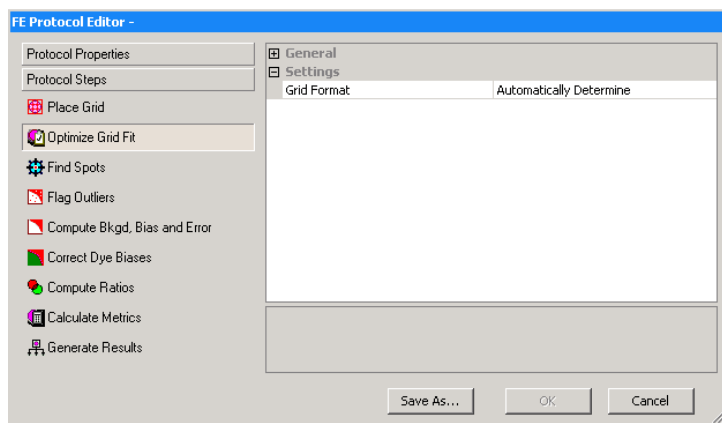 FE Protocol Editor -
Protocol Properties
Protocol Steps
Place Grid
Optimize Grid Fit
Find Spots
Flag Outliers
Compute Bkgd, Bias and Error
Correct Dye Biases
Compute Ratios
Calculate Metrics
Generate Results
General
Settings
Grid Format Automatically Determine
Save As... OK Cancel